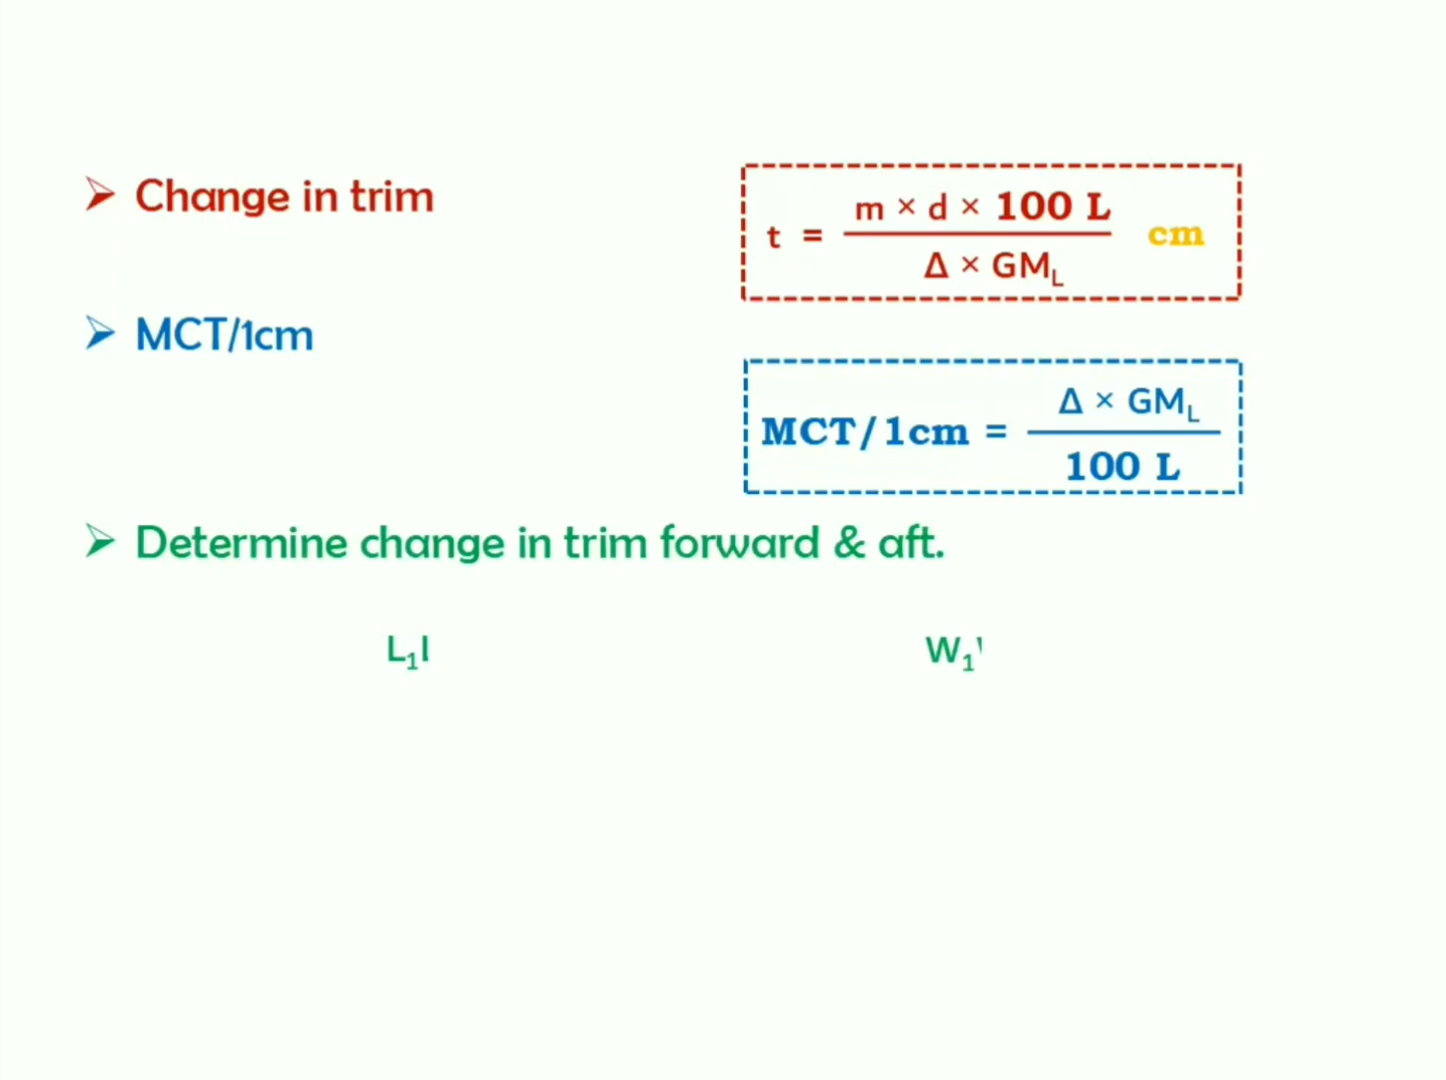 ➢ Change in trim
t = m × d × 100 L
Δ × GM_L
cm
➢ MCT/1cm
MCT/1cm = Δ × GM_L
100 L
➢ Determine change in trim forward & aft.
L₁
W₁